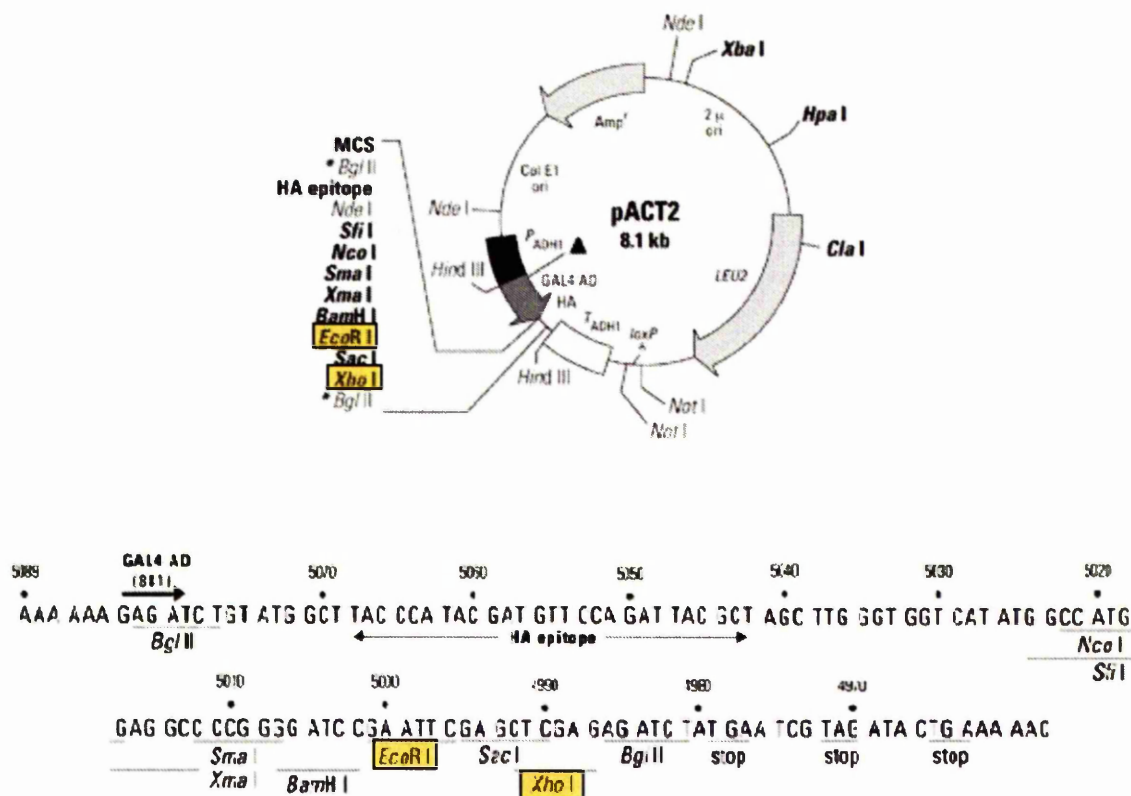 Nde I
Xba I
Amp^r
2 µ
ori
Hpa I
MCS
* Bgl II
HA epitope
Nde I
Sfi I
Nco I
Sma I
Xma I
BamH I
EcoR I
Sac I
Xho I
* Bgl II
Col E1
ori
Nde I
pACT2
8.1 kb
Cla I
LEU2
P ADH1
Hind III
GAL4 AD
HA
T ADH1
loxP
Hind III
Not I
Not I
GAL4 AD
(881)
5089 5070 5060 5050 5040 5030 5020
AAA AAA GAG ATC TGT ATG GCT TAC CCA TAC GAT GTT CCA GAT TAC GCT AGC TTG GGT GGT CAT ATG GCC ATG
Bgl II HA epitope Nco I
Sfi I
5010 5000 4990 4980 4970
GAG GCC CCG GGG ATC CGA ATT CGA GCT CGA GAG ATC TAT GAA TCG TAG ATA CTG AAA AAC
Sma I EcoR I Sac I Bgl II stop stop stop
Xma I BamH I Xho I